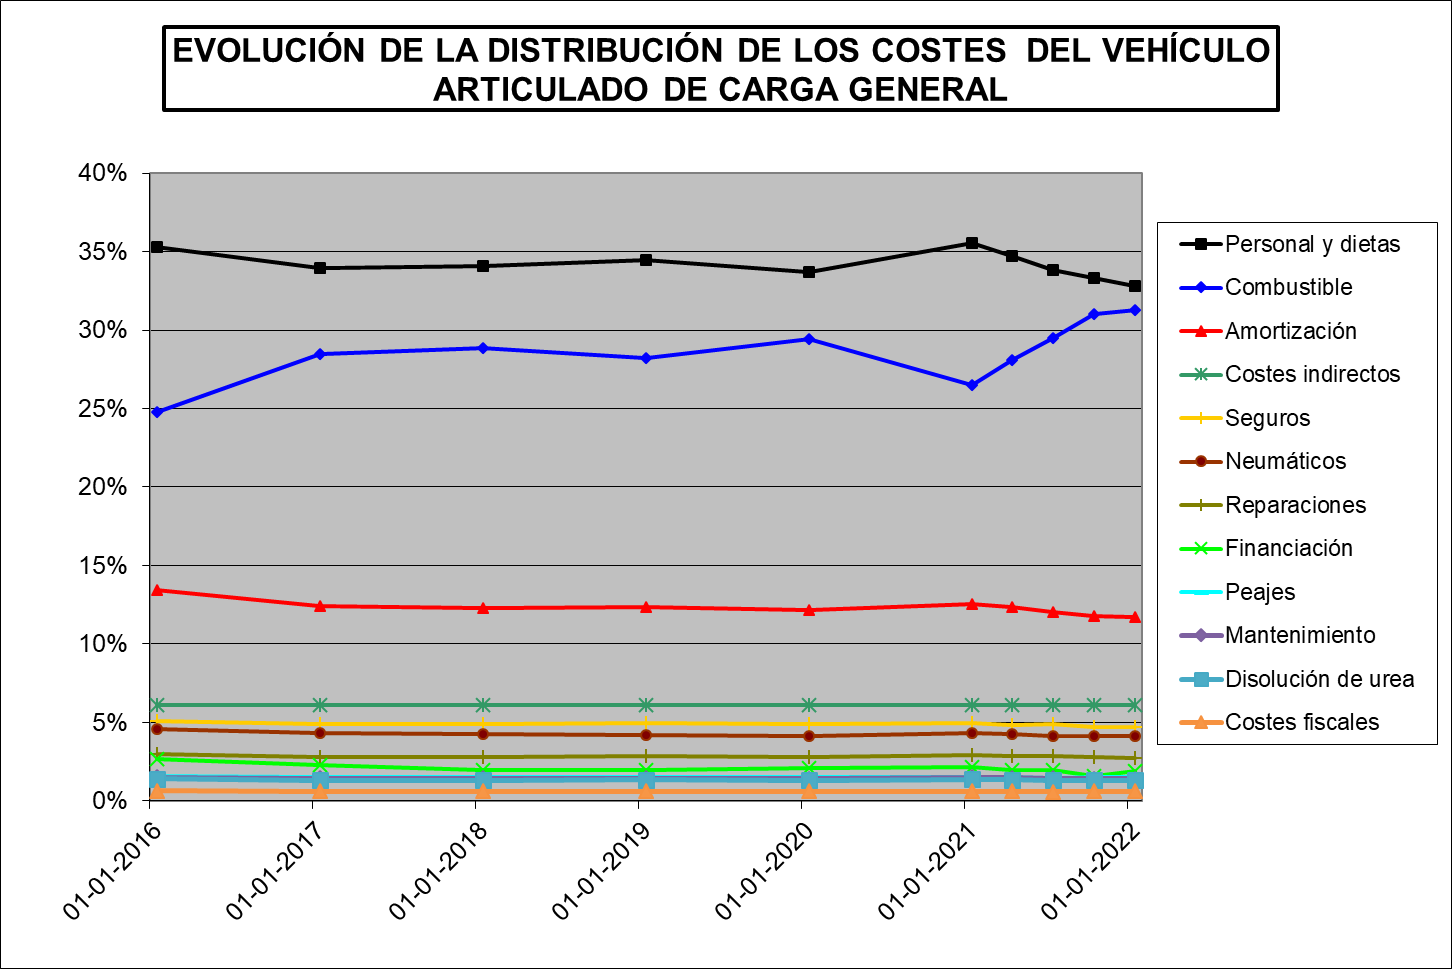 EVOLUCIÓN DE LA DISTRIBUCIÓN DE LOS COSTES DEL VEHÍCULO
ARTICULADO DE CARGA GENERAL
40%
35%
30%
25%
20%
15%
10%
5%
0%
01-01-2016
01-01-2017
01-01-2018
01-01-2019
01-01-2020
01-01-2021
01-01-2022
Personal y dietas
Combustible
Amortización
Costes indirectos
Seguros
Neumáticos
Reparaciones
Financiación
Peajes
Mantenimiento
Disolución de urea
Costes fiscales